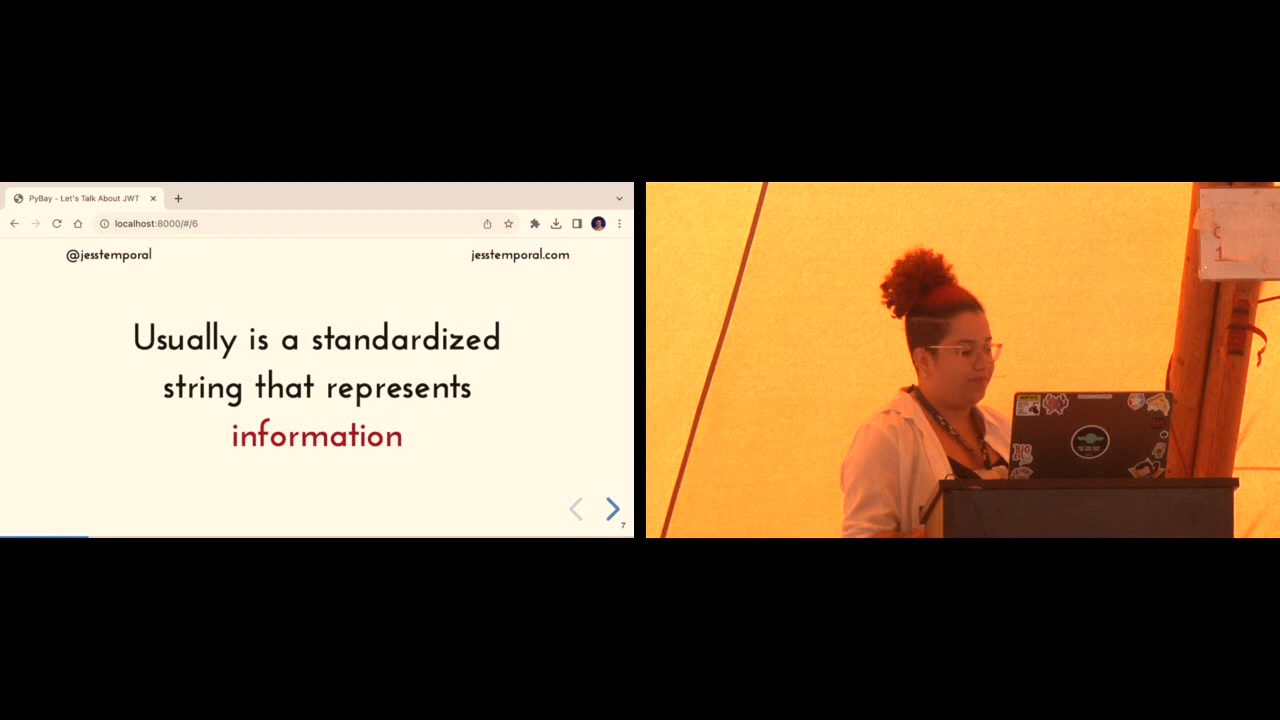 PyBay - Let's Talk About JWT
localhost:8000/#/6
@jesstemporal
jesstemporal.com
Usually is a standardized
string that represents
information
7